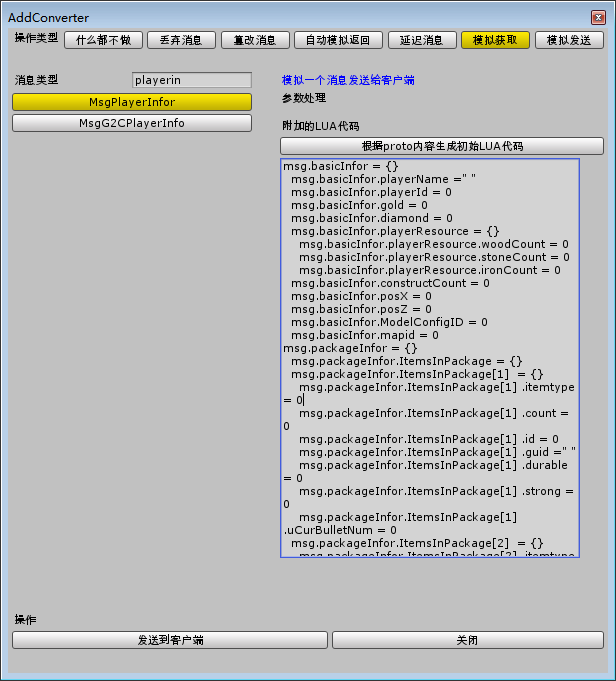 AddConverter
操作类型 什么都不做 丢弃消息 篡改消息 自动模拟返回 延迟消息 模拟获取 模拟发送
消息类型 playerin
MsgPlayerInfor
MsgG2CPlayerInfo
模拟一个消息发送给客户端
参数处理
附加的LUA代码
根据proto内容生成初始LUA代码
msg.basicInfor = {}
msg.basicInfor.playerName =" "
msg.basicInfor.playerId = 0
msg.basicInfor.gold = 0
msg.basicInfor.diamond = 0
msg.basicInfor.playerResource = {}
msg.basicInfor.playerResource.woodCount = 0
msg.basicInfor.playerResource.stoneCount = 0
msg.basicInfor.playerResource.ironCount = 0
msg.basicInfor.constructCount = 0
msg.basicInfor.posX = 0
msg.basicInfor.posZ = 0
msg.basicInfor.ModelConfigID = 0
msg.basicInfor.mapid = 0
msg.packageInfor = {}
msg.packageInfor.ItemsInPackage = {}
msg.packageInfor.ItemsInPackage[1]  = {}
msg.packageInfor.ItemsInPackage[1] .itemtype
= 0
msg.packageInfor.ItemsInPackage[1] .count =
0
msg.packageInfor.ItemsInPackage[1] .id = 0
msg.packageInfor.ItemsInPackage[1] .guid =" "
msg.packageInfor.ItemsInPackage[1] .durable
= 0
msg.packageInfor.ItemsInPackage[1] .strong =
0
msg.packageInfor.ItemsInPackage[1]
.uCurBulletNum = 0
msg.packageInfor.ItemsInPackage[2]  = {}
msg.packageInfor.ItemsInPackage[2] .itemtype
操作
发送到客户端 关闭